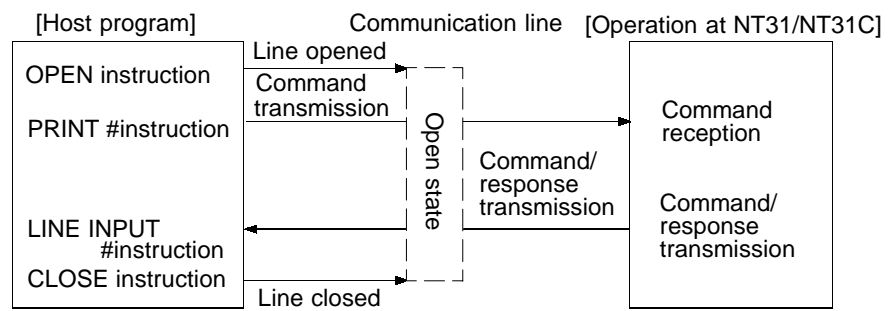 [Host program]
Communication line
[Operation at NT31/NT31C]
Line opened
OPEN instruction
Command
transmission
PRINT #instruction
Open state
Command
reception
Command/
response
transmission
Command/
response
transmission
LINE INPUT
#instruction
CLOSE instruction
Line closed